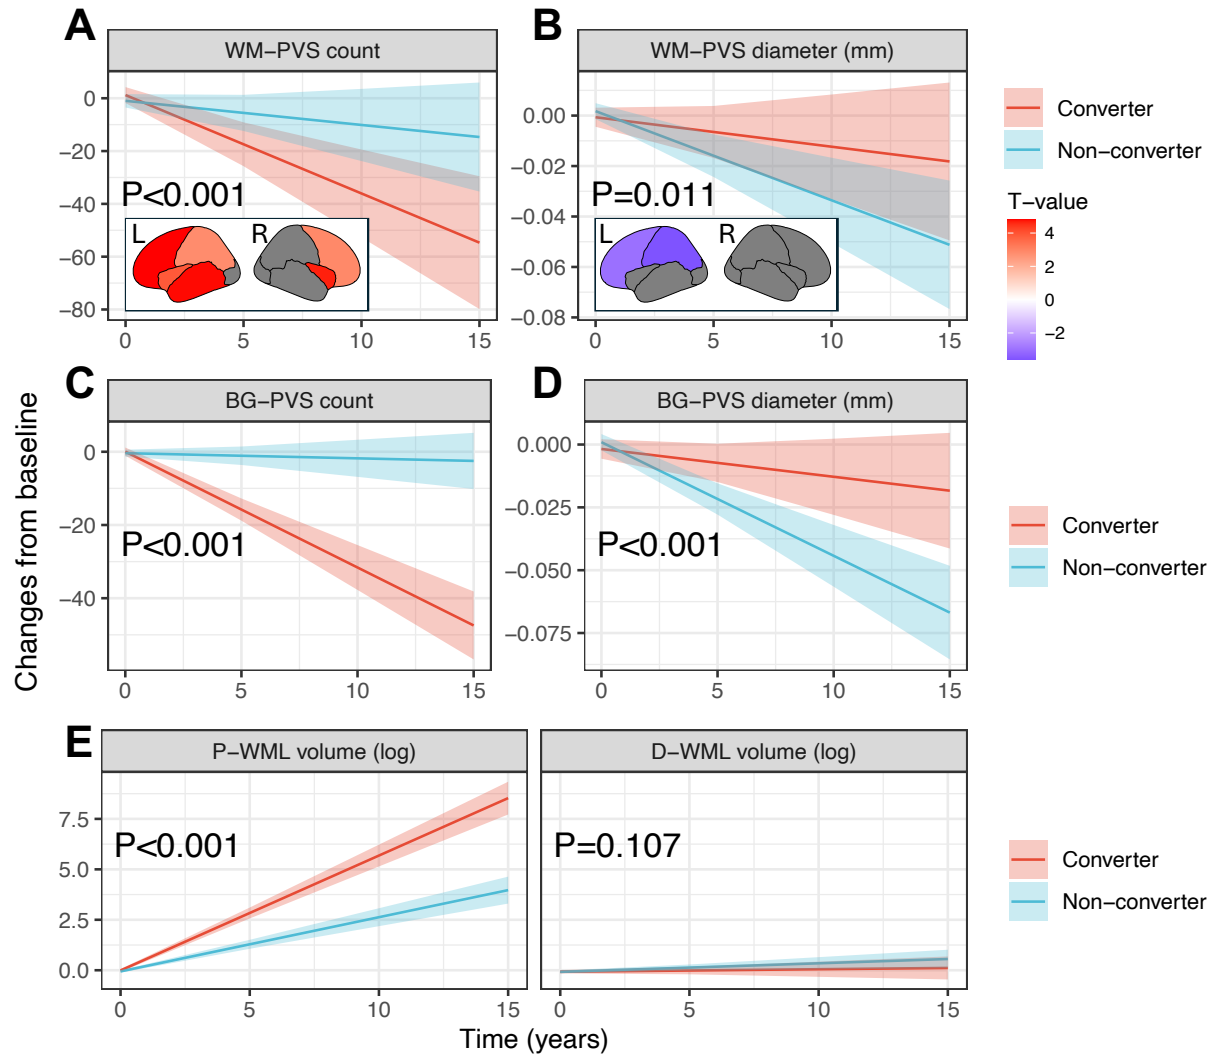 A
WM−PVS count
0
−20
−40
−60
−80
P<0.001
L
R
0
5
10
15
B
WM−PVS diameter (mm)
0.00
−0.02
−0.04
−0.06
−0.08
P=0.011
L
R
0
5
10
15
Converter
Non−converter
T−value
4
2
0
−2
Changes from baseline
C
BG−PVS count
0
−20
−40
P<0.001
0
5
10
15
D
BG−PVS diameter (mm)
0.000
−0.025
−0.050
−0.075
P<0.001
0
5
10
15
Converter
Non−converter
E
P−WML volume (log)
7.5
5.0
2.5
0.0
P<0.001
0
5
10
15
D−WML volume (log)
P=0.107
0
5
10
15
Converter
Non−converter
Time (years)